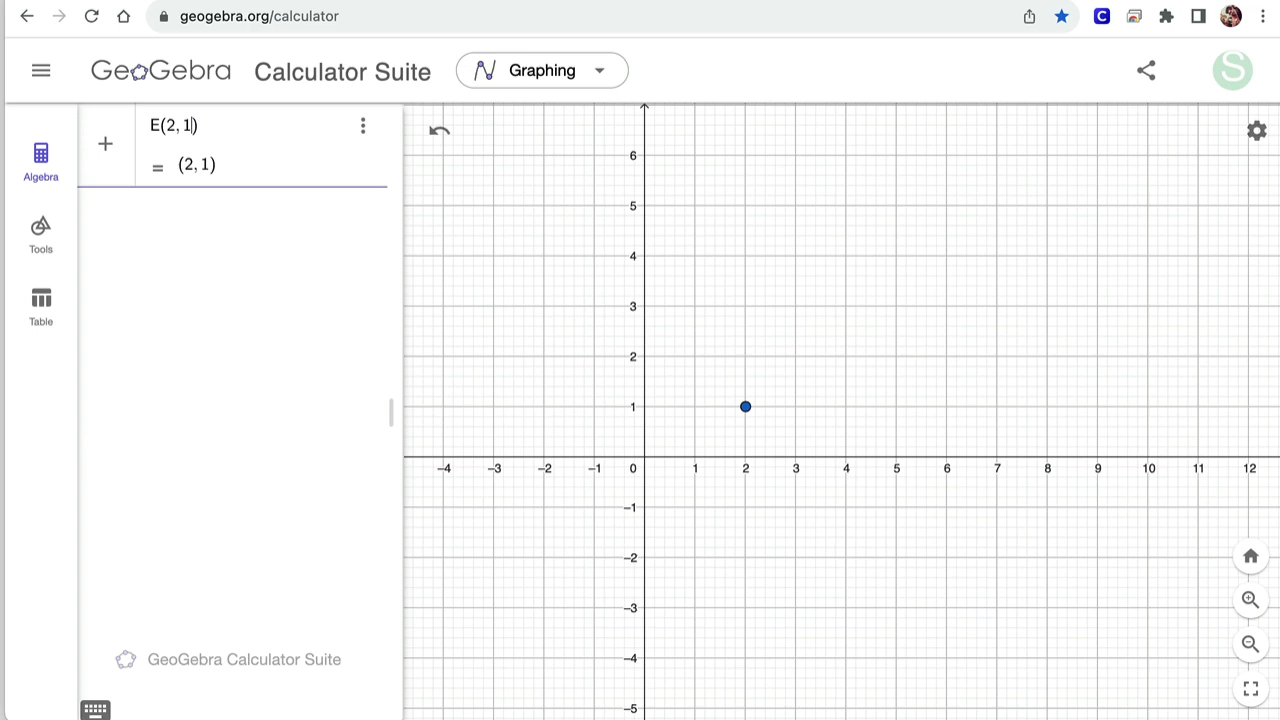 geogebra.org/calculator
GeoGebra Calculator Suite Graphing
S
E(2, 1)
= (2, 1)
Algebra
Tools
Table
6
5
4
3
2
1
−4 −3 −2 −1 0 1 2 3 4 5 6 7 8 9 10 11 12
−1
−2
−3
−4
−5
GeoGebra Calculator Suite